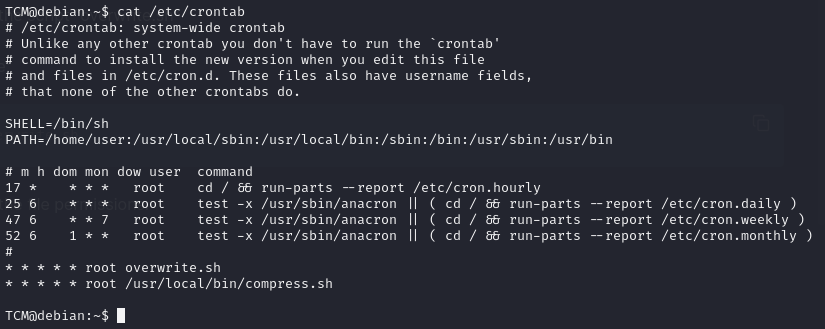 TCM@debian:~$ cat /etc/crontab
# /etc/crontab: system-wide crontab
# Unlike any other crontab you don't have to run the `crontab'
# command to install the new version when you edit this file
# and files in /etc/cron.d. These files also have username fields,
# that none of the other crontabs do.
SHELL=/bin/sh
PATH=/home/user:/usr/local/sbin:/usr/local/bin:/sbin:/bin:/usr/sbin:/usr/bin
# m h dom mon dow user  command
17 *    * * *   root    cd / && run-parts --report /etc/cron.hourly
25 6    * * *   root    test -x /usr/sbin/anacron || ( cd / && run-parts --report /etc/cron.daily )
47 6    * * 7   root    test -x /usr/sbin/anacron || ( cd / && run-parts --report /etc/cron.weekly )
52 6    1 * *   root    test -x /usr/sbin/anacron || ( cd / && run-parts --report /etc/cron.monthly )
#
* * * * * root overwrite.sh
* * * * * root /usr/local/bin/compress.sh
TCM@debian:~$